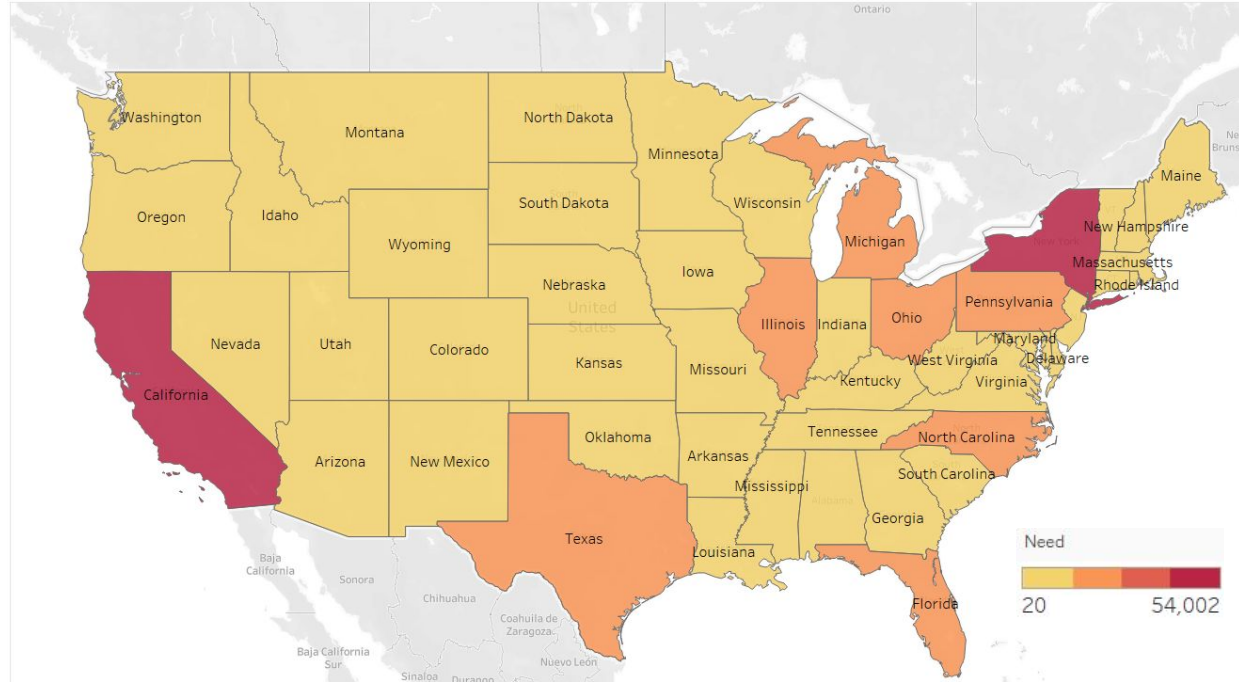 Ontario
Washington
Montana
North
North Dakota
Minnesota
Maine
Oregon
Idaho
South
South Dakota
Wisconsin
Michigan
New York
New Hampshire
Massachusetts
Rhode Island
Wyoming
Iowa
Nebraska
United
States
Nevada
Utah
Colorado
Kansas
Illinois
Indiana
Ohio
Pennsylvania
Maryland
Delaware
West Virginia
Virginia
Missouri
Kentucky
California
Arizona
New Mexico
Oklahoma
Arkansas
Tennessee
North
North Carolina
South Carolina
Mississippi
Alabama
Georgia
Texas
Louisiana
Florida
Baja
California
Sonora
Chihuahua
Coahuila de
Zaragoza
Baja California
Sur
Sinaloa
Durango
Nuevo León
Need
20
54,002